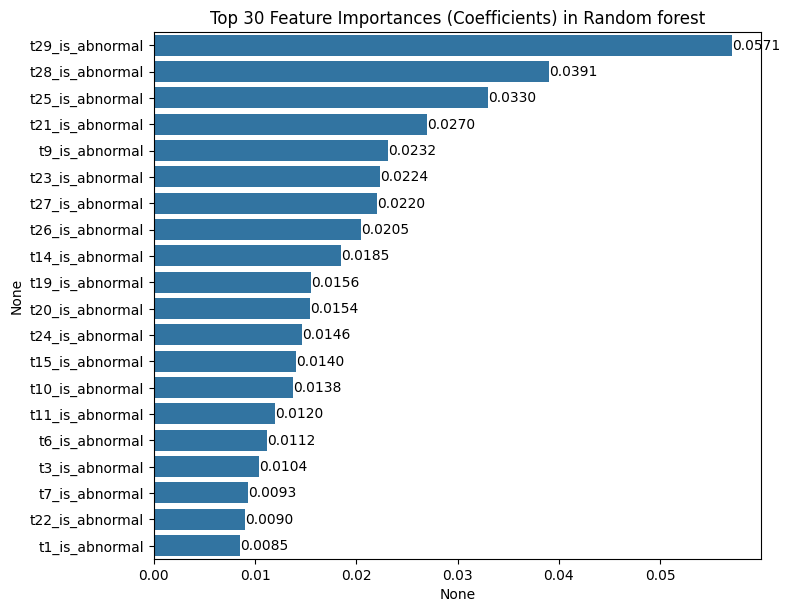 Top 30 Feature Importances (Coefficients) in Random forest
t29_is_abnormal 0.0571
t28_is_abnormal 0.0391
t25_is_abnormal 0.0330
t21_is_abnormal 0.0270
t9_is_abnormal 0.0232
t23_is_abnormal 0.0224
t27_is_abnormal 0.0220
t26_is_abnormal 0.0205
t14_is_abnormal 0.0185
t19_is_abnormal 0.0156
None
t20_is_abnormal 0.0154
t24_is_abnormal 0.0146
t15_is_abnormal 0.0140
t10_is_abnormal 0.0138
t11_is_abnormal 0.0120
t6_is_abnormal 0.0112
t3_is_abnormal 0.0104
t7_is_abnormal 0.0093
t22_is_abnormal 0.0090
t1_is_abnormal 0.0085
0.00 0.01 0.02 0.03 0.04 0.05
None